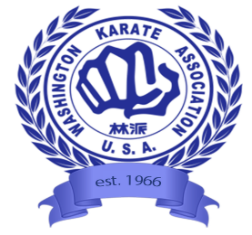 WASHINGTON KARATE ASSOCIATION
U. S. A.
林派
est. 1966